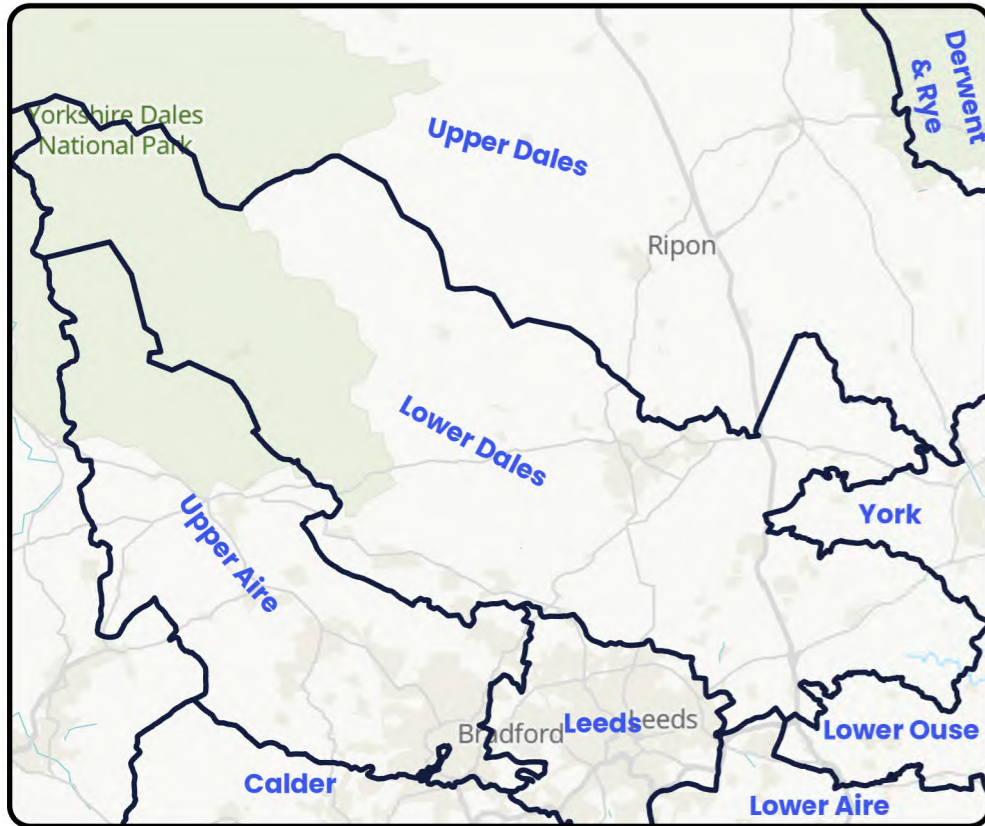 Derwent
& Rye
Yorkshire Dales
National Park
Upper Dales
Ripon
Lower Dales
Upper Aire
York
Bradford
Leeds
Leeds
Lower Ouse
Calder
Lower Aire